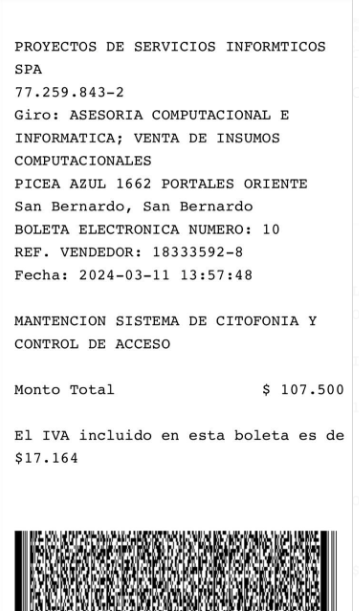 PROYECTOS DE SERVICIOS INFORMTICOS
SPA
77.259.843-2
Giro: ASESORIA COMPUTACIONAL E
INFORMATICA; VENTA DE INSUMOS
COMPUTACIONALES
PICEA AZUL 1662 PORTALES ORIENTE
San Bernardo, San Bernardo
BOLETA ELECTRONICA NUMERO: 10
REF. VENDEDOR: 18333592-8
Fecha: 2024-03-11 13:57:48
MANTENCION SISTEMA DE CITOFONIA Y
CONTROL DE ACCESO
Monto Total $ 107.500
El IVA incluido en esta boleta es de
$17.164